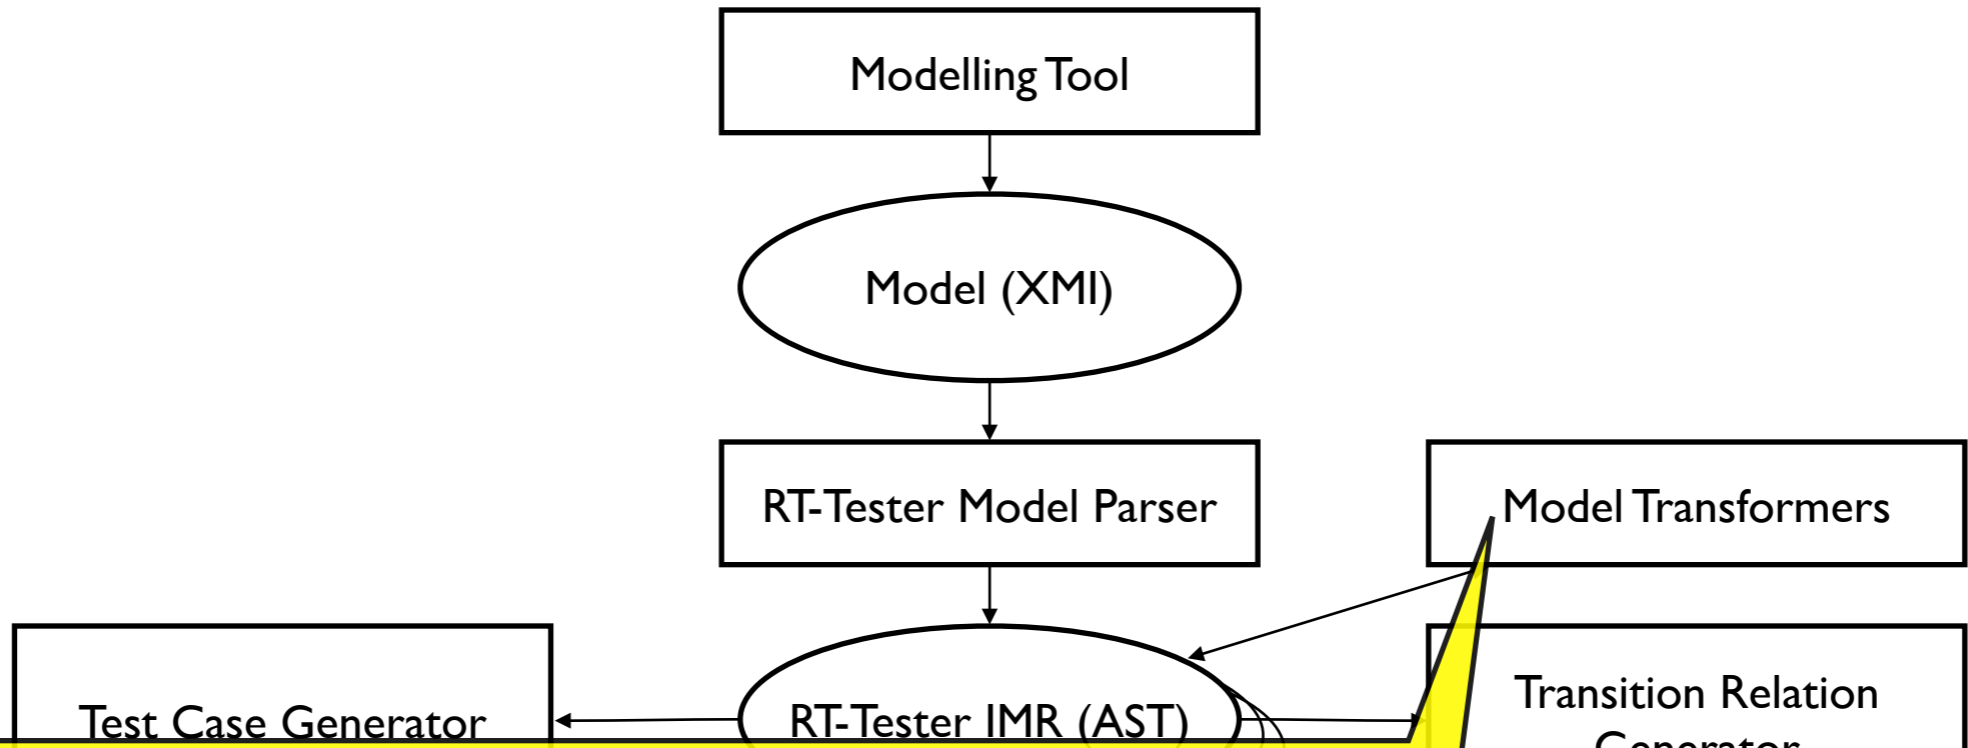 Modelling Tool
Model (XMI)
RT-Tester Model Parser
Model Transformers
Test Case Generator
RT-Tester IMR (AST)
Transition Relation
Generator